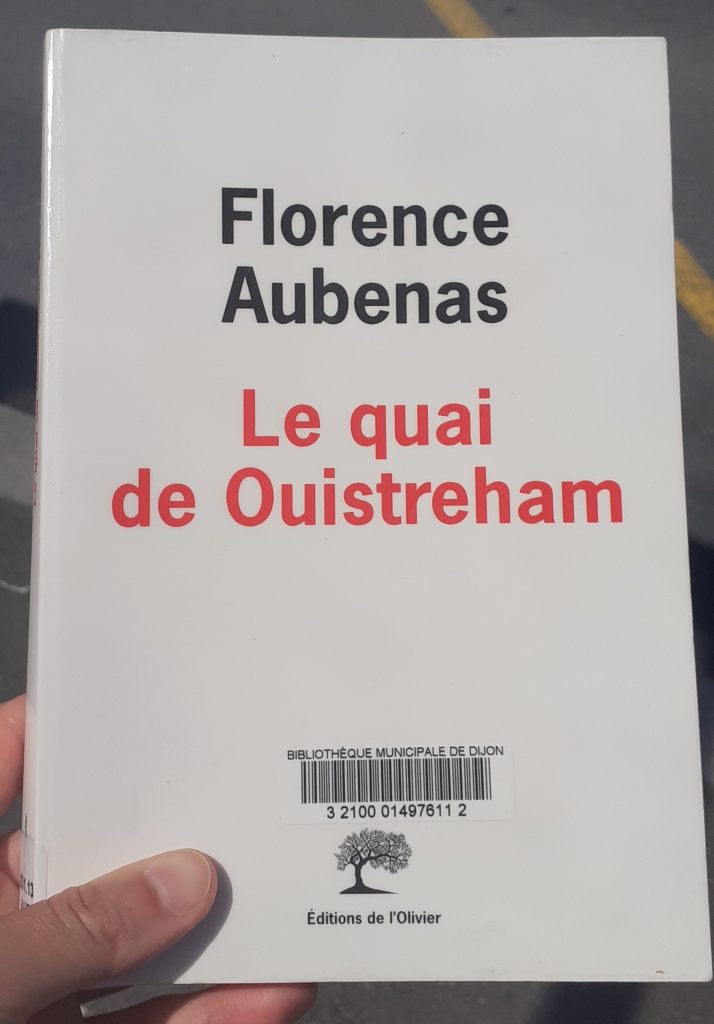 Florence
Aubenas
Le quai
de Ouistreham
BIBLIOTHÈQUE MUNICIPALE DE DIJON
3 2100 01497611 2
Éditions de l'Olivier